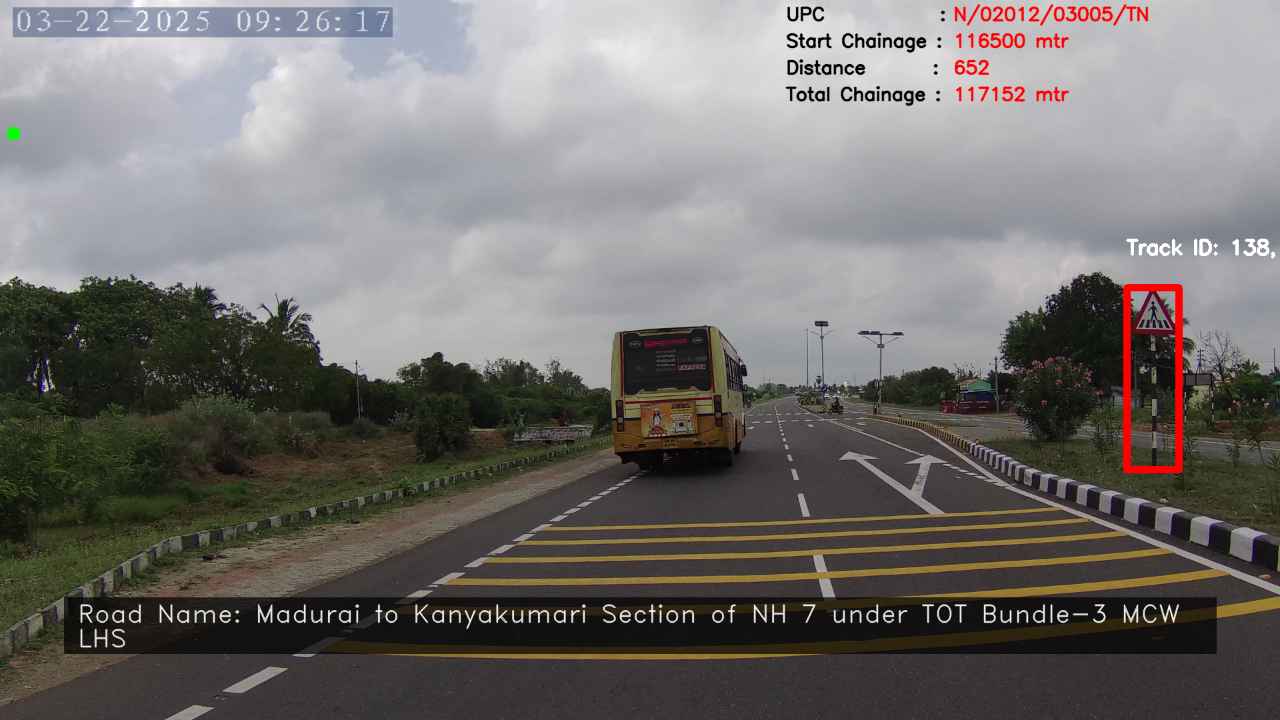 03-22-2025 09:26:17
UPC : N/02012/03005/TN
Start Chainage : 116500 mtr
Distance : 652
Total Chainage : 117152 mtr
Track ID: 138,
Road Name: Madurai to Kanyakumari Section of NH 7 under TOT Bundle-3 MCW
LHS